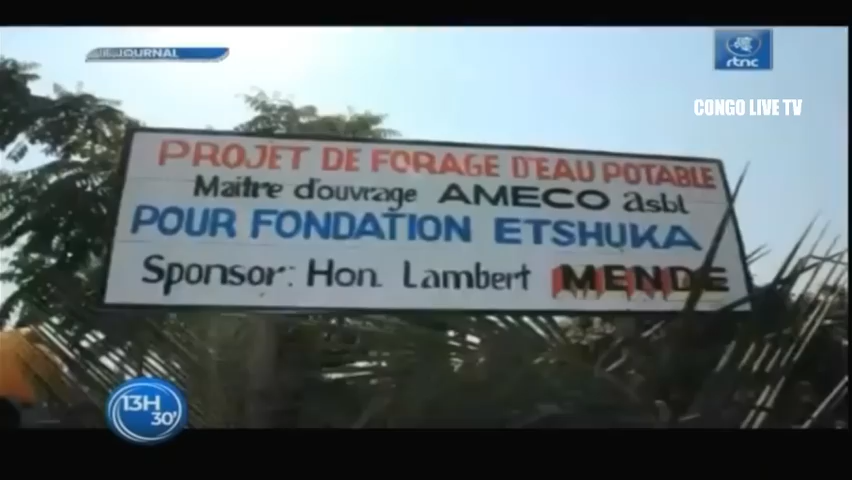 LE JOURNAL
rtnc
CONGO LIVE TV
PROJET DE FORAGE D'EAU POTABLE
Maître d'ouvrage AMECO asbl
POUR FONDATION ETSHUKA
Sponsor: Hon. Lambert MENDE
13H
30'